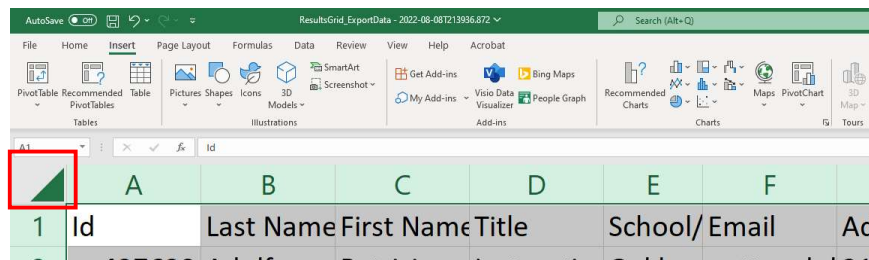 AutoSave Off ResultsGrid_ExportData - 2022-08-08T213936.872 Search (Alt+Q)
File Home Insert Page Layout Formulas Data Review View Help Acrobat
PivotTable Recommended PivotTables Table
Pictures Shapes Icons 3D Models SmartArt Screenshot
Get Add-ins My Add-ins Visio Data Visualizer Bing Maps People Graph
Recommended Charts Maps PivotChart 3D Map
Tables Illustrations Add-ins Charts Tours
A1 fx Id
A B C D E F
1 Id Last Name First Name Title School/ Email Ad